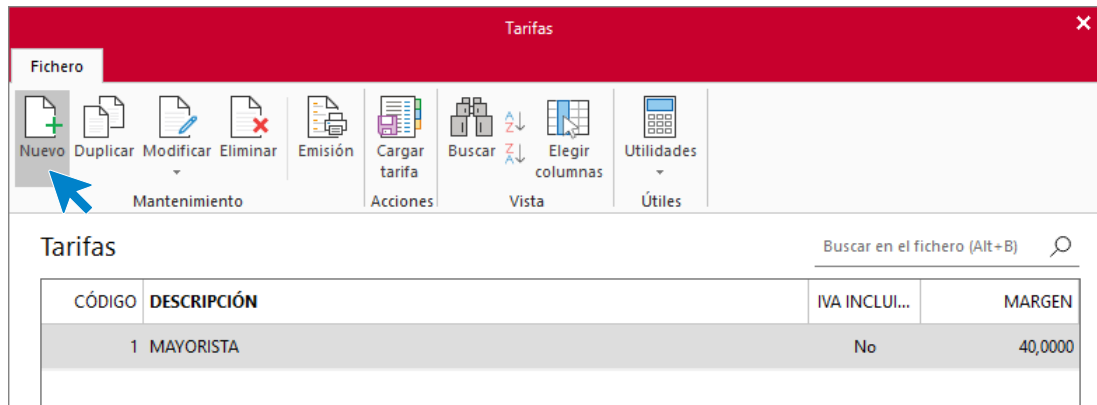 Tarifas
Fichero
Nuevo Duplicar Modificar Eliminar Emisión Cargar tarifa Buscar Elegir columnas Utilidades
Mantenimiento Acciones Vista Útiles
Tarifas Buscar en el fichero (Alt+B)
CÓDIGO DESCRIPCIÓN IVA INCLUI... MARGEN
1 MAYORISTA No 40,0000